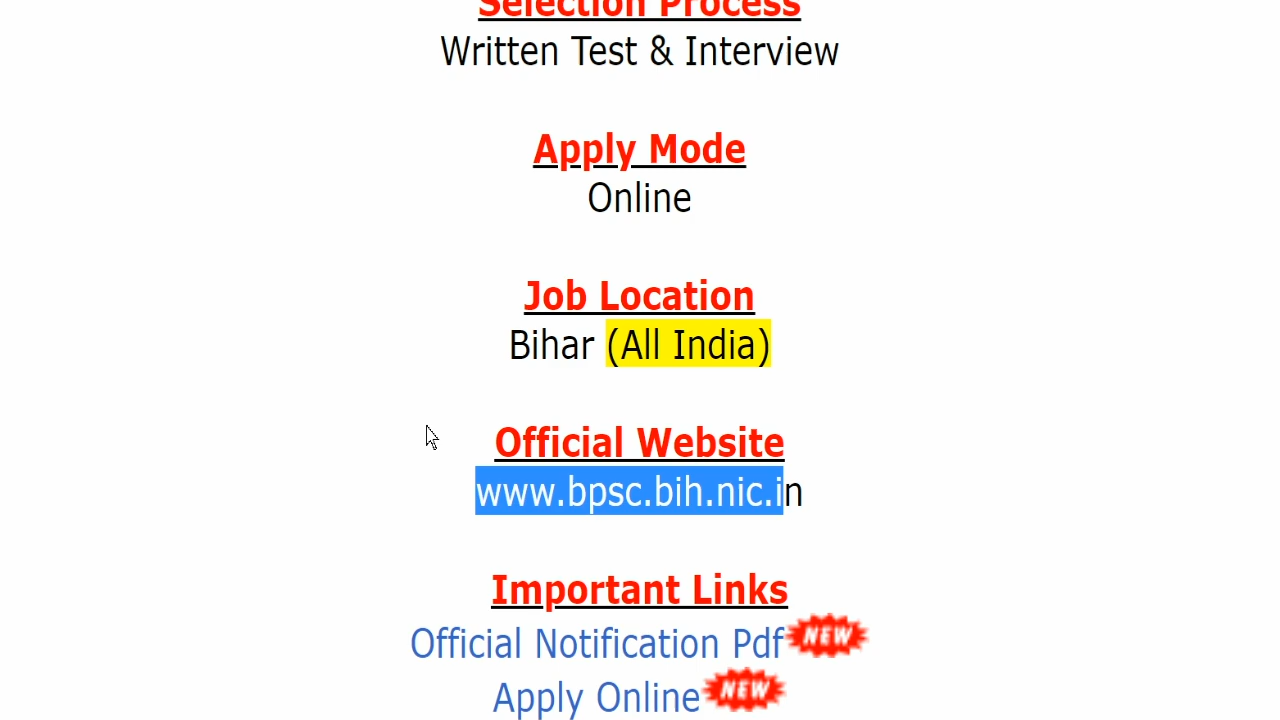 Selection Process
Written Test & Interview
Apply Mode
Online
Job Location
Bihar (All India)
Official Website
www.bpsc.bih.nic.in
Important Links
Official Notification Pdf NEW
Apply Online NEW